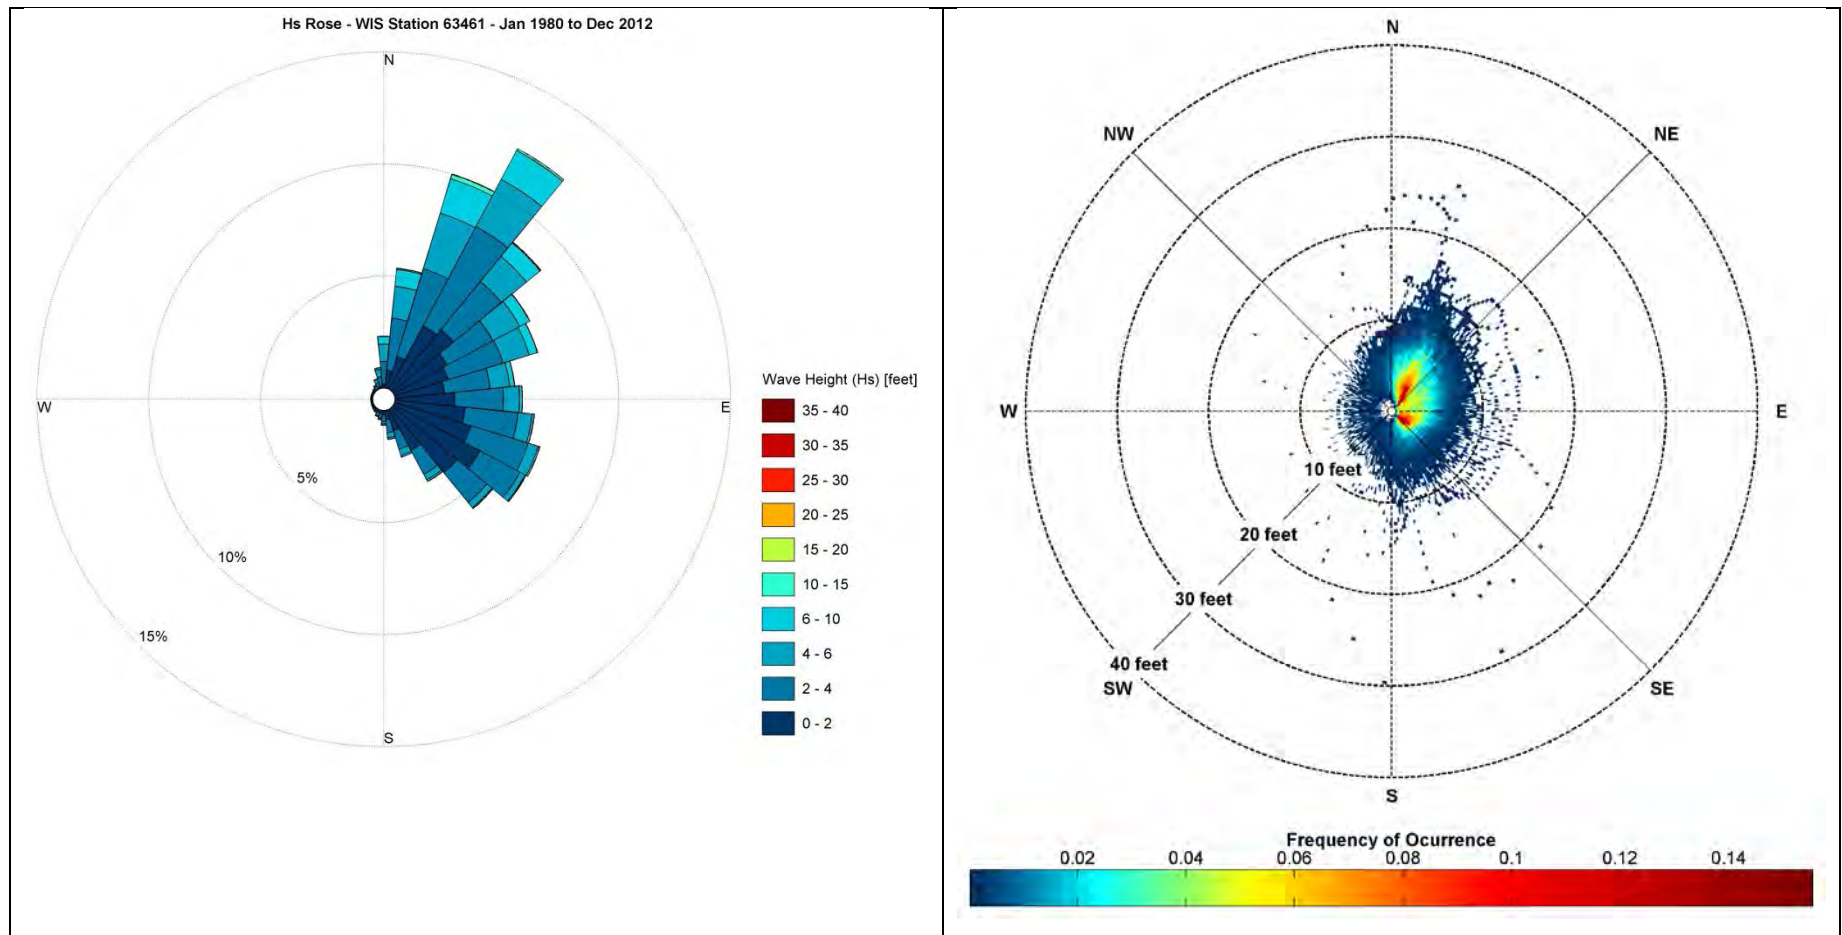 Hs Rose - WIS Station 63461 - Jan 1980 to Dec 2012
N
W
E
5%
10%
15%
S
Wave Height (Hs) [feet]
35 - 40
30 - 35
25 - 30
20 - 25
15 - 20
10 - 15
6 - 10
4 - 6
2 - 4
0 - 2
N
NW
NE
W
E
10 feet
20 feet
30 feet
40 feet
SW
SE
S
Frequency of Ocurrence
0.02 0.04 0.06 0.08 0.1 0.12 0.14